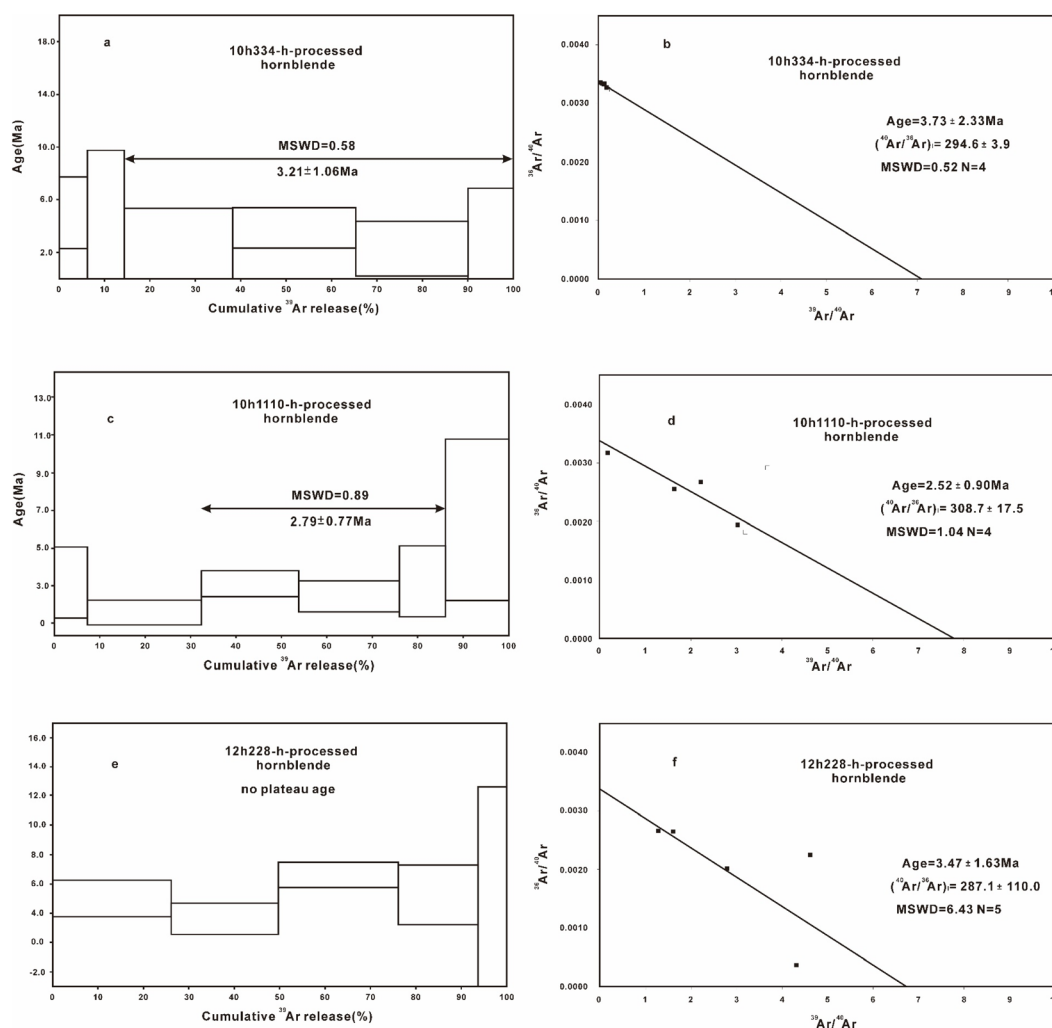 a
10h334-h-processed
hornblende
MSWD=0.58
3.21±1.06Ma
Age(Ma)
18.0
14.0
10.0
6.0
2.0
0 10 20 30 40 50 60 70 80 90 100
Cumulative ³⁹Ar release(%)
b
10h334-h-processed
hornblende
Age=3.73±2.33Ma
(⁴⁰Ar/³⁶Ar)ᵢ=294.6±3.9
MSWD=0.52 N=4
³⁶Ar/⁴⁰Ar
0.0040
0.0030
0.0020
0.0010
0.0000
0 1 2 3 4 5 6 7 8 9 10
³⁹Ar/⁴⁰Ar
c
10h1110-h-processed
hornblende
MSWD=0.89
2.79±0.77Ma
Age(Ma)
13.0
11.0
9.0
7.0
5.0
3.0
0
0 10 20 30 40 50 60 70 80 90 100
Cumulative ³⁹Ar release(%)
d
10h1110-h-processed
hornblende
Age=2.52±0.90Ma
(⁴⁰Ar/³⁶Ar)ᵢ=308.7±17.5
MSWD=1.04 N=4
³⁶Ar/⁴⁰Ar
0.0040
0.0030
0.0020
0.0010
0.0000
0 1 2 3 4 5 6 7 8 9 10
³⁹Ar/⁴⁰Ar
e
12h228-h-processed
hornblende
no plateau age
Age(Ma)
16.0
14.0
12.0
10.0
8.0
6.0
4.0
0.0
-2.0
0 10 20 30 40 50 60 70 80 90 100
Cumulative ³⁹Ar release(%)
f
12h228-h-processed
hornblende
Age=3.47±1.63Ma
(⁴⁰Ar/³⁶Ar)ᵢ=287.1±110.0
MSWD=6.43 N=5
³⁶Ar/⁴⁰Ar
0.0040
0.0030
0.0020
0.0010
0.0000
0 1 2 3 4 5 6 7 8 9 10
³⁹Ar/⁴⁰Ar